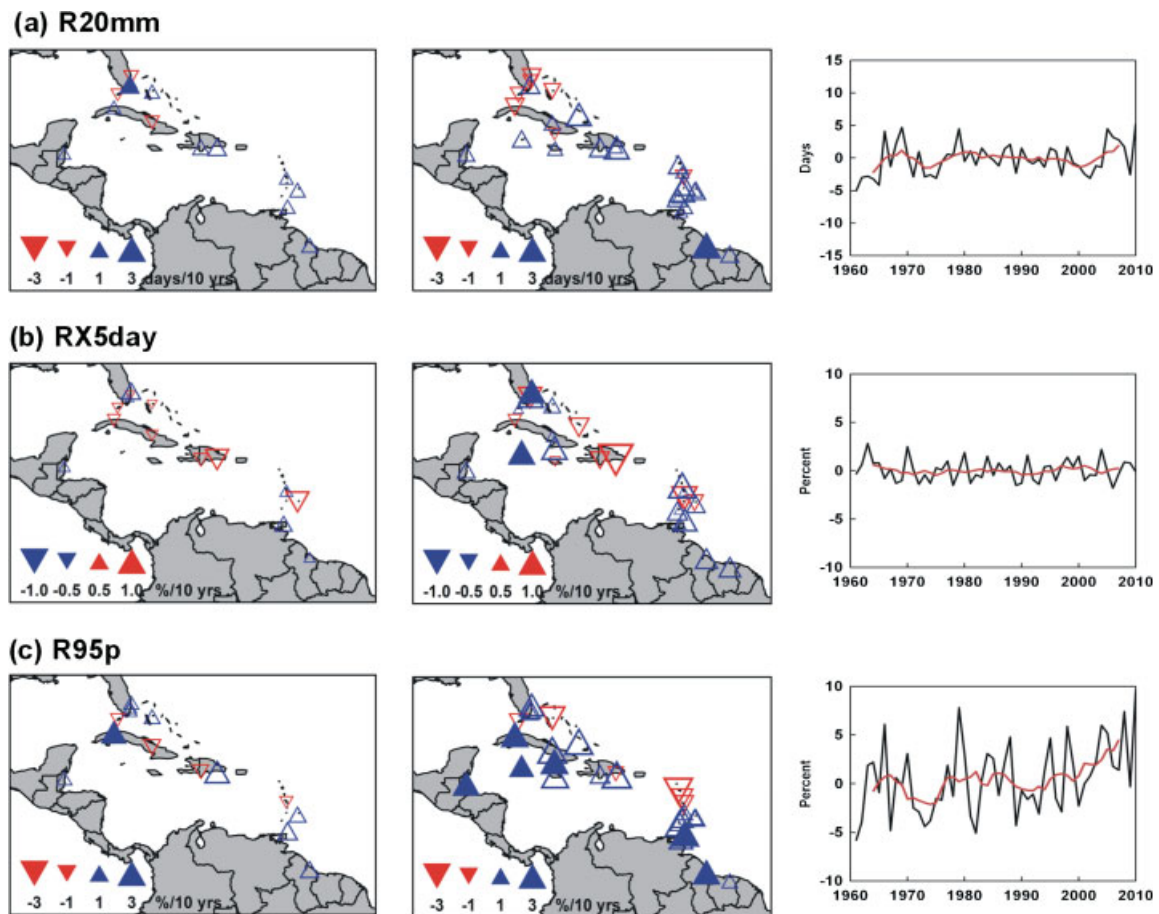 (a) R20mm
-3 -1 1 3 days/10 yrs
-3 -1 1 3 days/10 yrs
15
10
5
0
-5
-10
-15
Days
1960 1970 1980 1990 2000 2010
(b) RX5day
-1.0 -0.5 0.5 1.0 %/10 yrs
-1.0 -0.5 0.5 1.0 %/10 yrs
10
5
0
-5
-10
Percent
1960 1970 1980 1990 2000 2010
(c) R95p
-3 -1 1 3 %/10 yrs
-3 -1 1 3 %/10 yrs
10
5
0
-5
-10
Percent
1960 1970 1980 1990 2000 2010